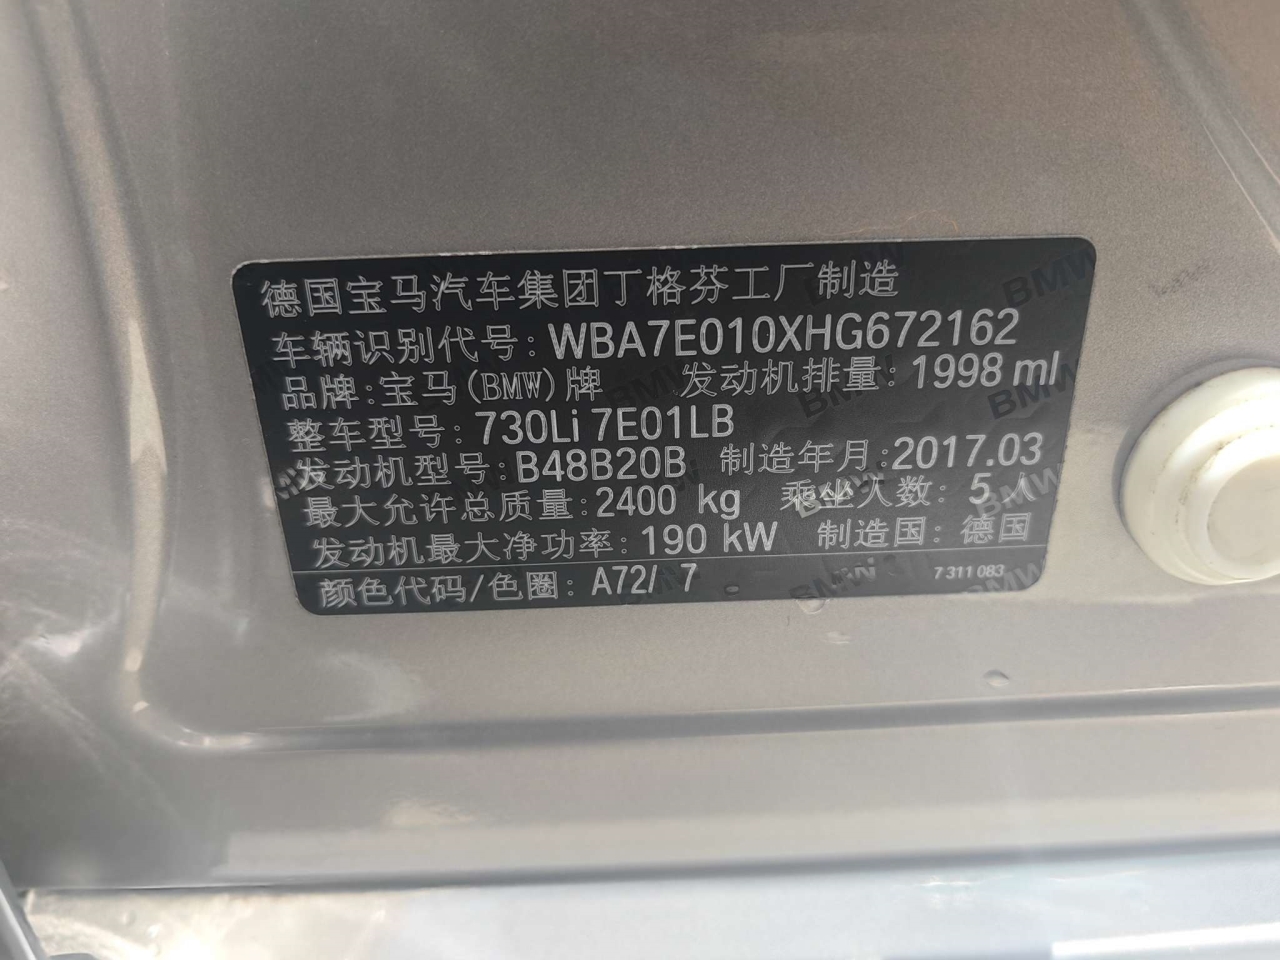 德国宝马汽车集团丁格芬工厂制造
车辆识别代号: WBA7E010XHG672162
品牌: 宝马(BMW)牌 发动机排量: 1998 ml
整车型号: 730Li 7E01LB
发动机型号: B48B20B 制造年月: 2017.03
最大允许总质量: 2400 kg 乘坐人数: 5人
发动机最大净功率: 190 kW 制造国: 德国
颜色代码/色圈: A72/ 7 7 311 083